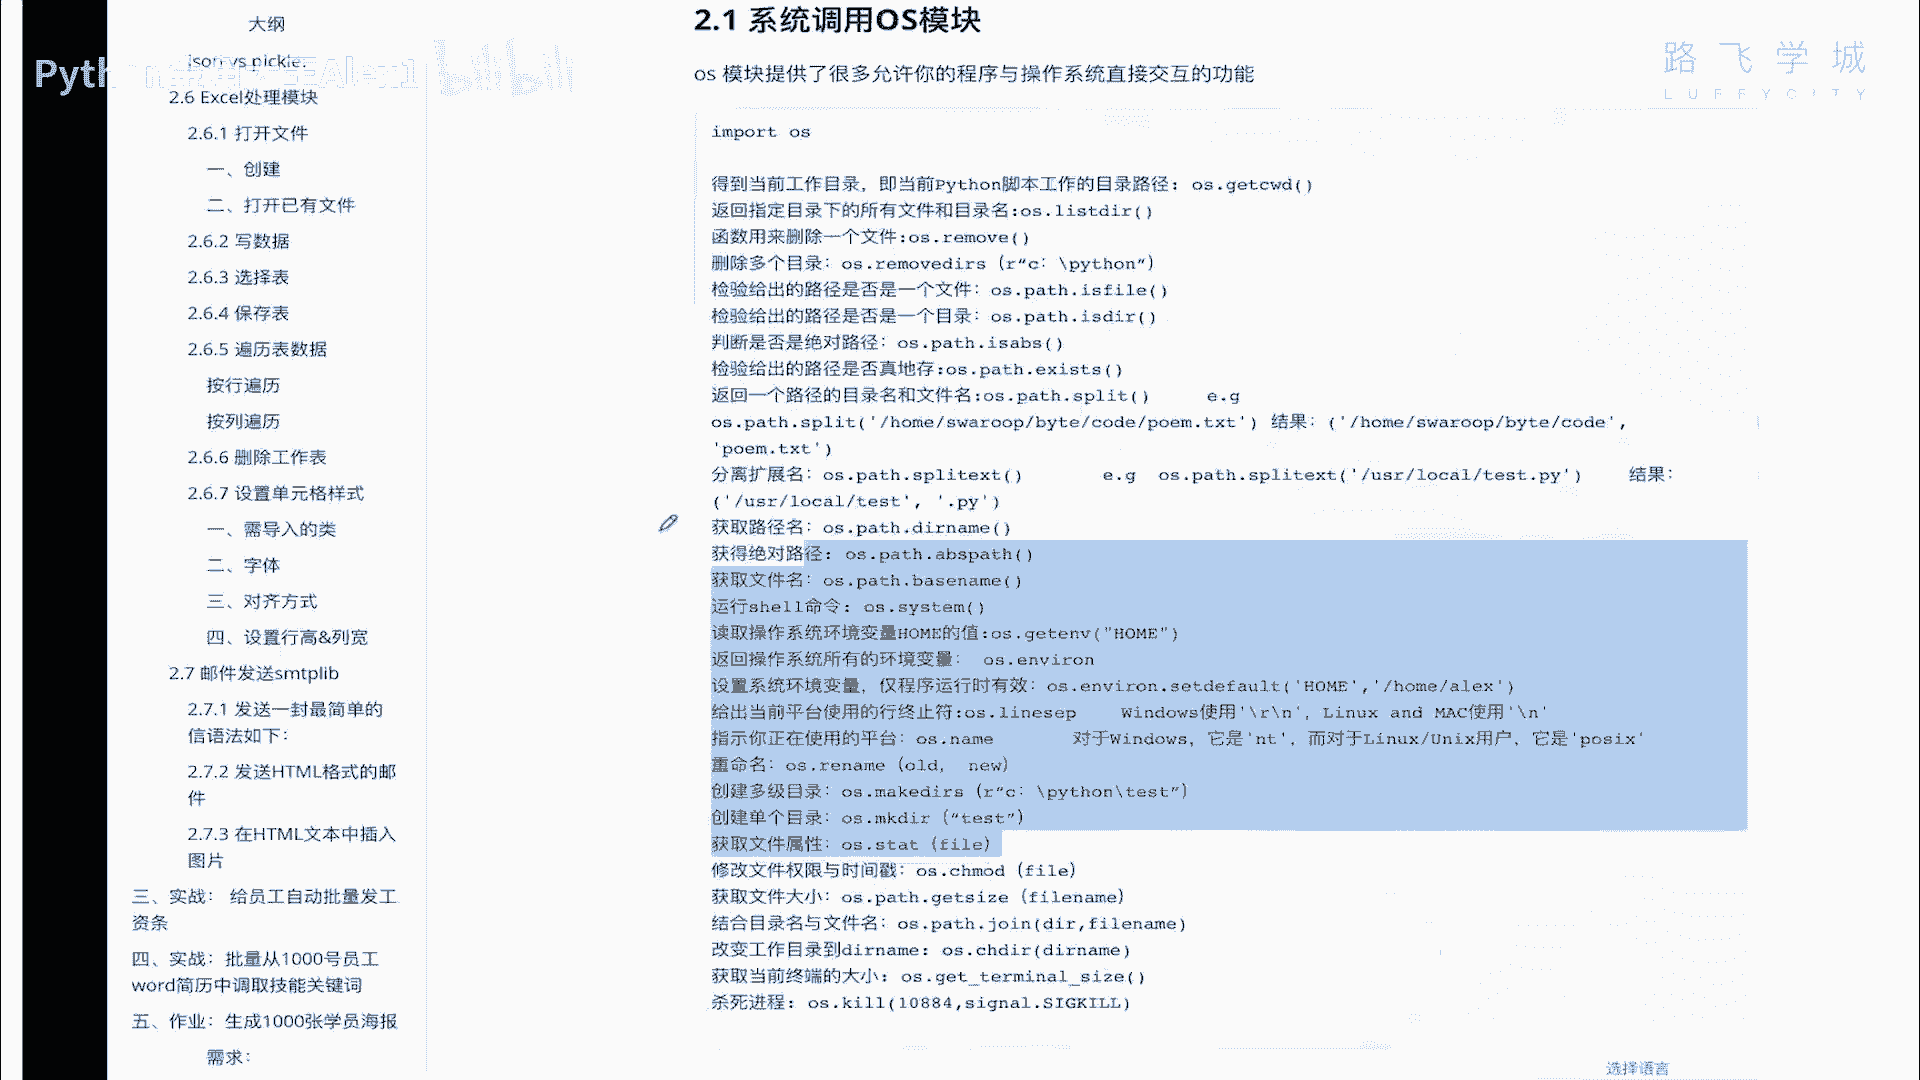 大纲
json vs pickle
2.6 Excel处理模块
2.6.1 打开文件
一、创建
二、打开已有文件
2.6.2 写数据
2.6.3 选择表
2.6.4 保存表
2.6.5 遍历表数据
按行遍历
按列遍历
2.6.6 删除工作表
2.6.7 设置单元格样式
一、需导入的类
二、字体
三、对齐方式
四、设置行高&列宽
2.7 邮件发送smtplib
2.7.1 发送一封最简单的
信语法如下：
2.7.2 发送HTML格式的邮
件
2.7.3 在HTML文本中插入
图片
三、实战： 给员工自动批量发工
资条
四、实战：批量从1000号员工
word简历中调取技能关键词
五、作业：生成1000张学员海报
需求：
2.1 系统调用OS模块
os 模块提供了很多允许你的程序与操作系统直接交互的功能
import os
得到当前工作目录，即当前Python脚本工作的目录路径: os.getcwd()
返回指定目录下的所有文件和目录名:os.listdir()
函数用来删除一个文件:os.remove()
删除多个目录：os.removedirs（r“c：\python”）
检验给出的路径是否是一个文件：os.path.isfile()
检验给出的路径是否是一个目录：os.path.isdir()
判断是否是绝对路径：os.path.isabs()
检验给出的路径是否真地存:os.path.exists()
返回一个路径的目录名和文件名:os.path.split() e.g
os.path.split('/home/swaroop/byte/code/poem.txt') 结果：('/home/swaroop/byte/code',
'poem.txt')
分离扩展名：os.path.splitext() e.g os.path.splitext('/usr/local/test.py') 结果：
('/usr/local/test', '.py')
获取路径名：os.path.dirname()
获得绝对路径: os.path.abspath()
获取文件名：os.path.basename()
运行shell命令: os.system()
读取操作系统环境变量HOME的值:os.getenv("HOME")
返回操作系统所有的环境变量： os.environ
设置系统环境变量，仅程序运行时有效：os.environ.setdefault('HOME','/home/alex')
给出当前平台使用的行终止符:os.linesep Windows使用'\r\n'，Linux and MAC使用'\n'
指示你正在使用的平台：os.name 对于Windows，它是'nt'，而对于Linux/Unix用户，它是'posix'
重命名：os.rename（old， new）
创建多级目录：os.makedirs（r“c：\python\test”）
创建单个目录：os.mkdir（“test”）
获取文件属性：os.stat（file）
修改文件权限与时间戳：os.chmod（file）
获取文件大小：os.path.getsize（filename）
结合目录名与文件名：os.path.join(dir,filename)
改变工作目录到dirname: os.chdir(dirname)
获取当前终端的大小: os.get_terminal_size()
杀死进程: os.kill(10884,signal.SIGKILL)
选择语言
路飞学城
LUFFYCITY
bilibili